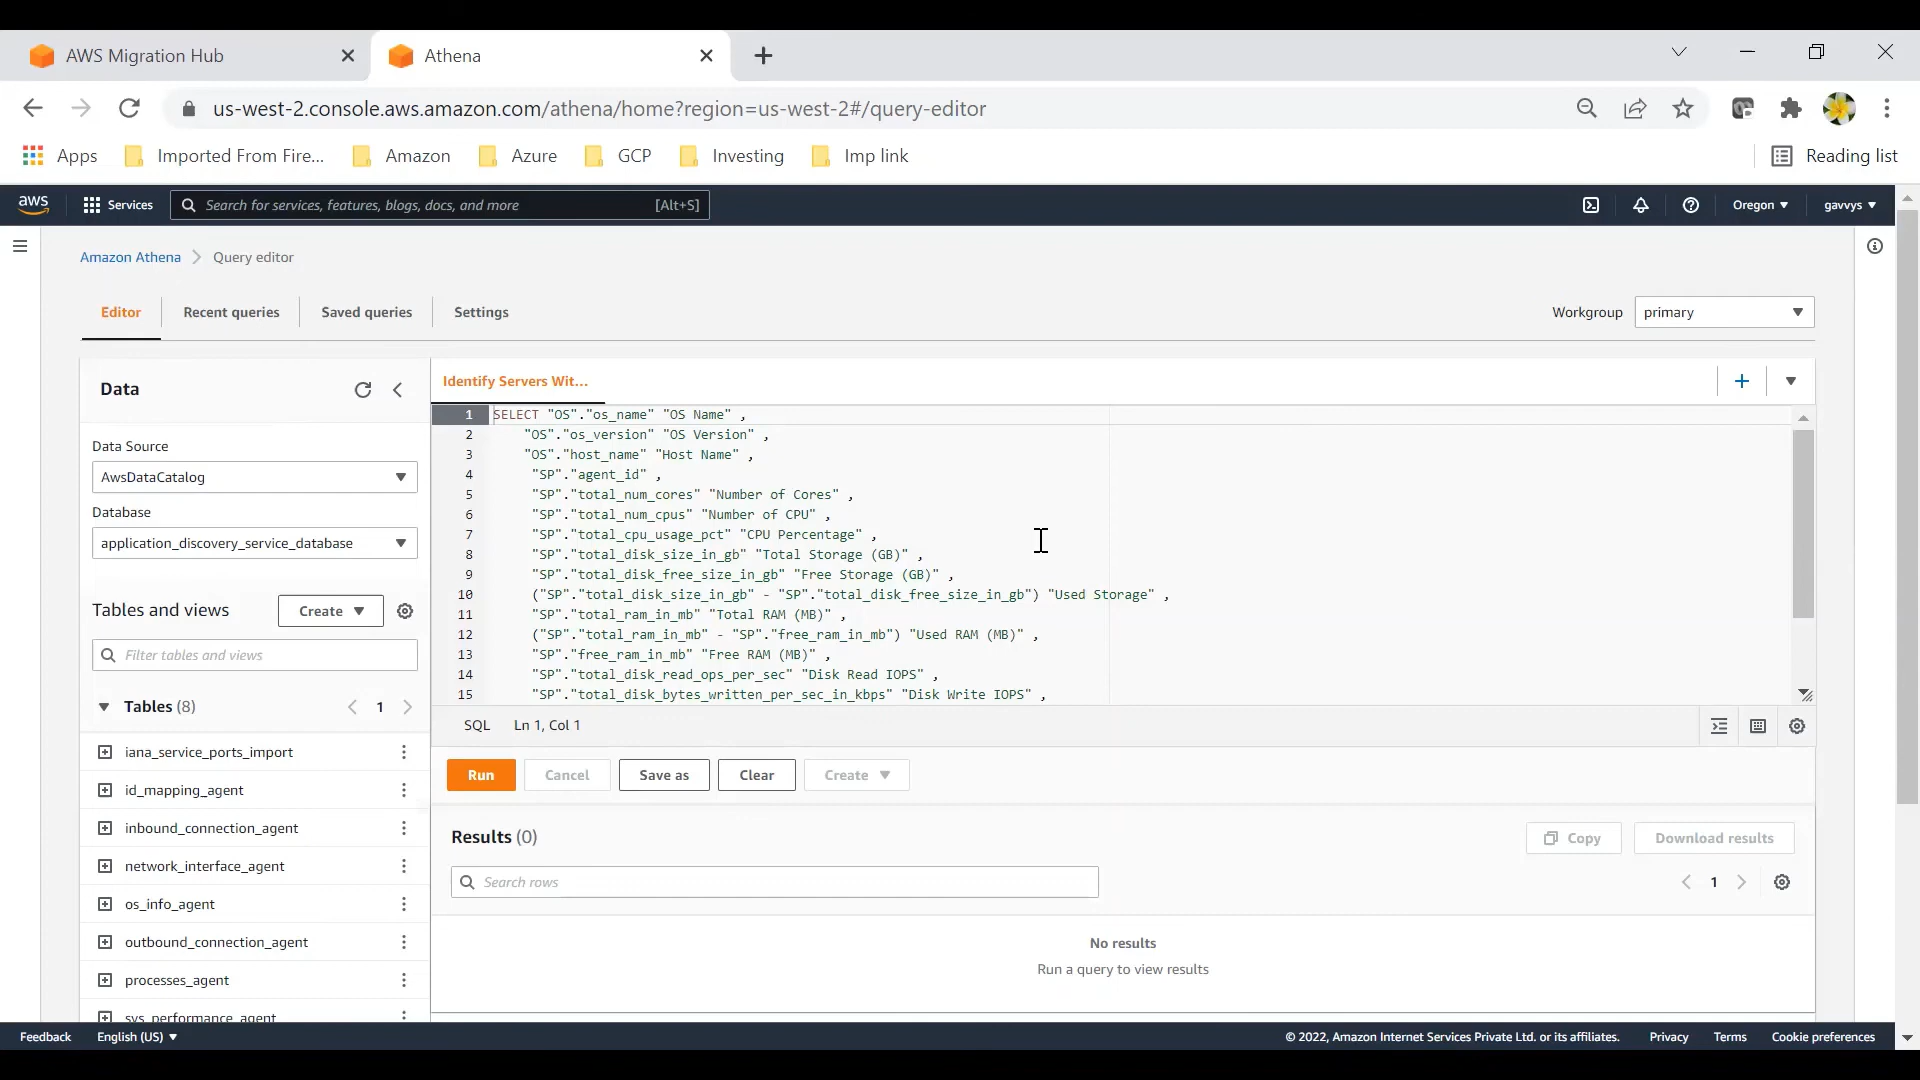 AWS Migration Hub
Athena
us-west-2.console.aws.amazon.com/athena/home?region=us-west-2#/query-editor
Apps
Imported From Fire...
Amazon
Azure
GCP
Investing
Imp link
Reading list
aws
Services
Search for services, features, blogs, docs, and more
[Alt+S]
Oregon
gavvys
Amazon Athena
Query editor
Editor
Recent queries
Saved queries
Settings
Workgroup
primary
Data
Data Source
AwsDataCatalog
Database
application_discovery_service_database
Tables and views
Create
Filter tables and views
Tables (8)
1
iana_service_ports_import
id_mapping_agent
inbound_connection_agent
network_interface_agent
os_info_agent
outbound_connection_agent
processes_agent
sys_performance_agent
Identify Servers Wit...
1 SELECT "OS"."os_name" "OS Name" ,
2 "OS"."os_version" "OS Version" ,
3 "OS"."host_name" "Host Name" ,
4 "SP"."agent_id" ,
5 "SP"."total_num_cores" "Number of Cores" ,
6 "SP"."total_num_cpus" "Number of CPU" ,
7 "SP"."total_cpu_usage_pct" "CPU Percentage" ,
8 "SP"."total_disk_size_in_gb" "Total Storage (GB)" ,
9 "SP"."total_disk_free_size_in_gb" "Free Storage (GB)" ,
10 ("SP"."total_disk_size_in_gb" - "SP"."total_disk_free_size_in_gb") "Used Storage" ,
11 "SP"."total_ram_in_mb" "Total RAM (MB)" ,
12 ("SP"."total_ram_in_mb" - "SP"."free_ram_in_mb") "Used RAM (MB)" ,
13 "SP"."free_ram_in_mb" "Free RAM (MB)" ,
14 "SP"."total_disk_read_ops_per_sec" "Disk Read IOPS" ,
15 "SP"."total_disk_bytes_written_per_sec_in_kbps" "Disk Write IOPS" ,
SQL
Ln 1, Col 1
Run
Cancel
Save as
Clear
Create
Results (0)
Copy
Download results
Search rows
1
No results
Run a query to view results
Feedback
English (US)
© 2022, Amazon Internet Services Private Ltd. or its affiliates.
Privacy
Terms
Cookie preferences